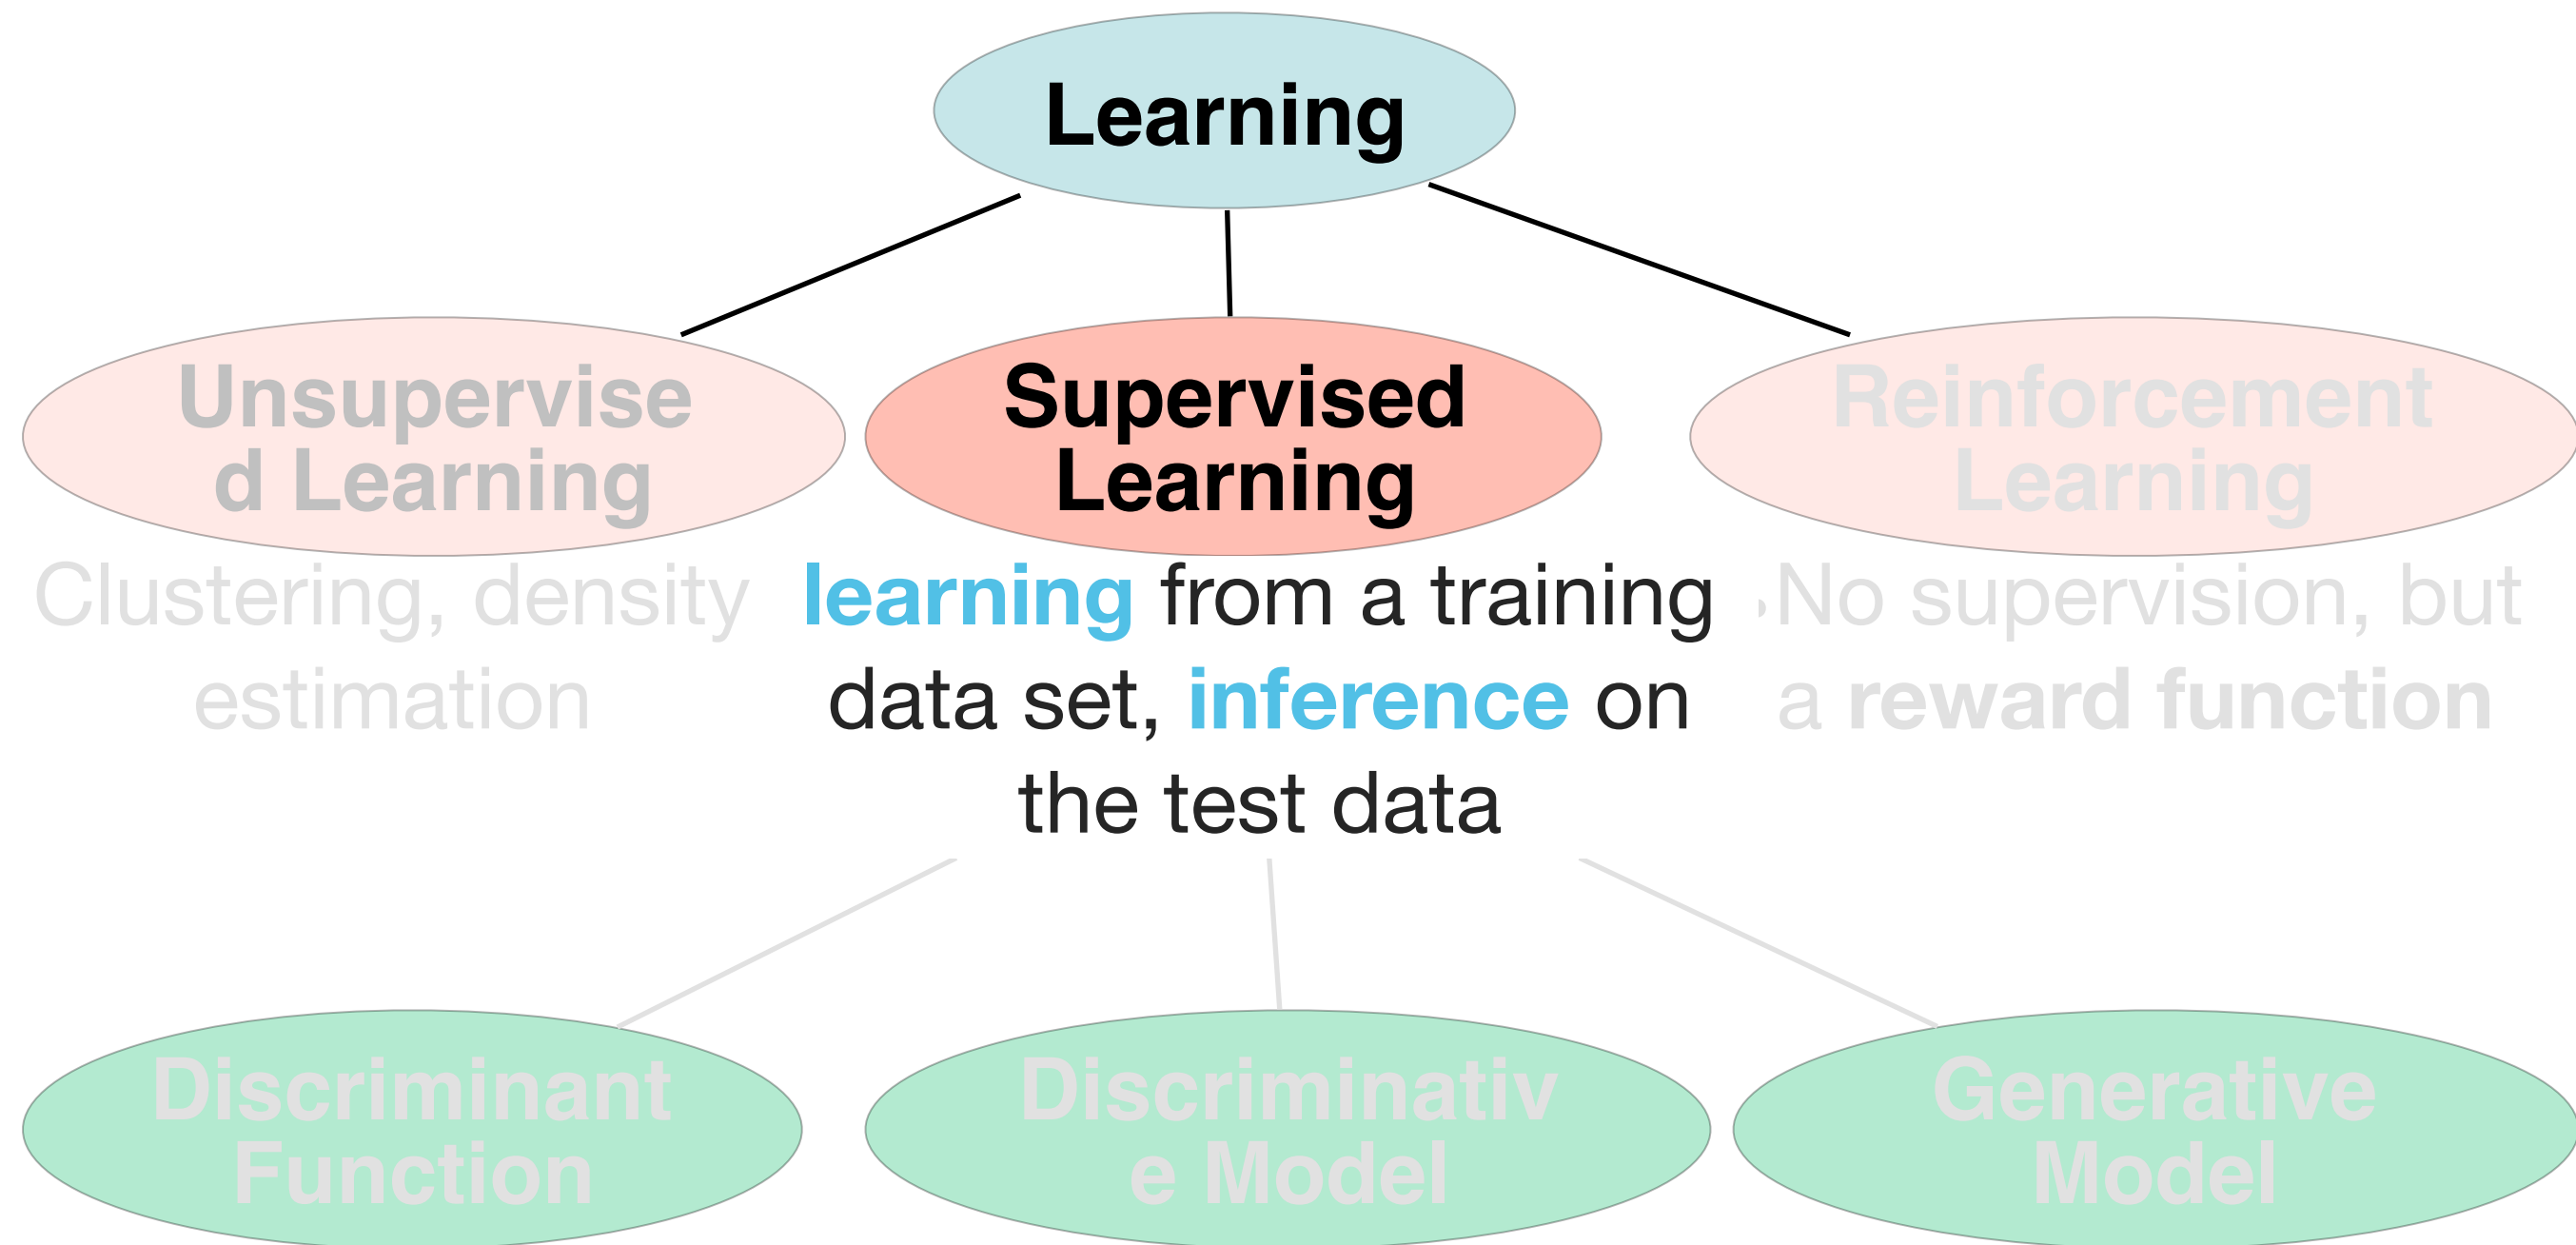 Learning
Unsupervise
d Learning
Supervised
Learning
Reinforcement
Learning
Clustering, density
estimation
learning from a training
data set, inference on
the test data
•No supervision, but
a reward function
Discriminant
Function
Discriminativ
e Model
Generative
Model